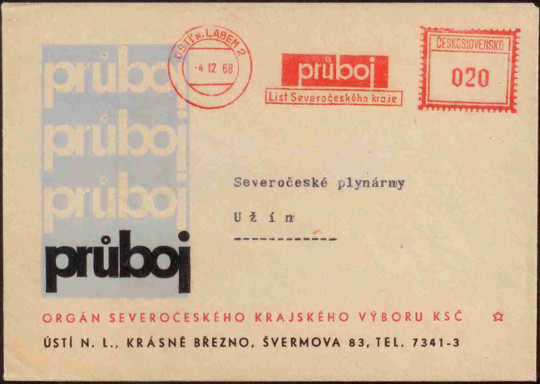 ÚSTÍ n. LABEM 2
-4 12 68
průboj
List Severočeského kraje
ČESKOSLOVENSKO
020
průboj
průboj
průboj
průboj
Severočeské plynárny
Užín
ORGÁN SEVEROČESKÉHO KRAJSKÉHO VÝBORU KSČ
ÚSTÍ N. L., KRÁSNÉ BŘEZNO, ŠVERMOVA 83, TEL. 7341-3